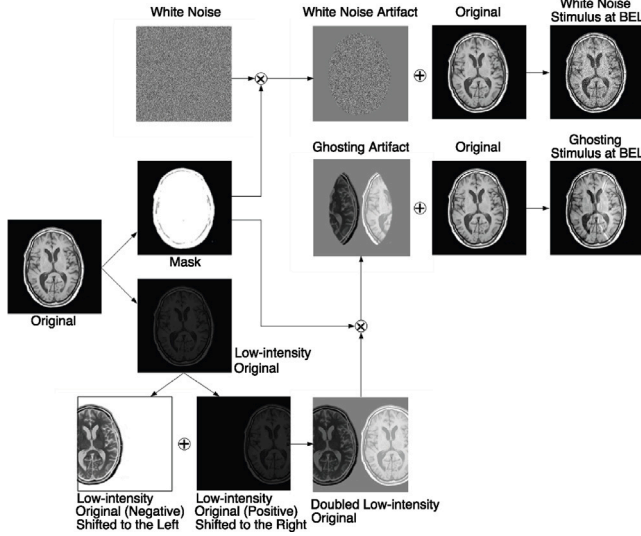 White Noise
White Noise Artifact
Original
White Noise
Stimulus at BEL
Ghosting Artifact
Original
Ghosting
Stimulus at BEL
Mask
Original
Low-intensity
Original
Low-intensity
Original (Negative)
Shifted to the Left
Low-intensity
Original (Positive)
Shifted to the Right
Doubled Low-intensity
Original